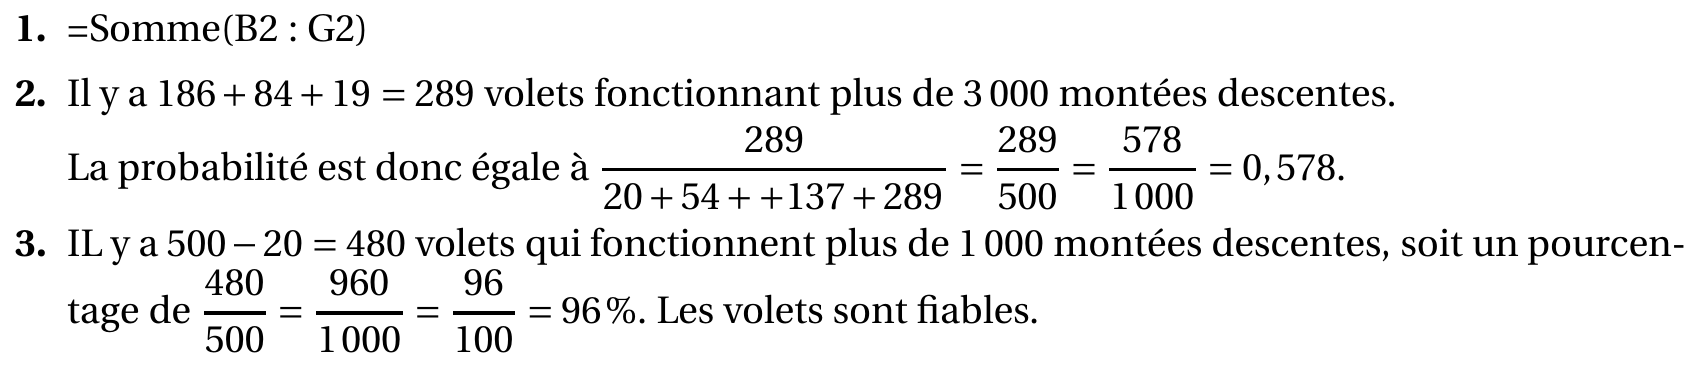 1. =Somme(B2 : G2)
2. Il y a 186 + 84 + 19 = 289 volets fonctionnant plus de 3 000 montées descentes.
La probabilité est donc égale à \frac{289}{20 + 54 + +137 + 289} = \frac{289}{500} = \frac{578}{1 000} = 0,578.
3. IL y a 500 − 20 = 480 volets qui fonctionnent plus de 1 000 montées descentes, soit un pourcen-
tage de \frac{480}{500} = \frac{960}{1 000} = \frac{96}{100} = 96 %. Les volets sont fiables.